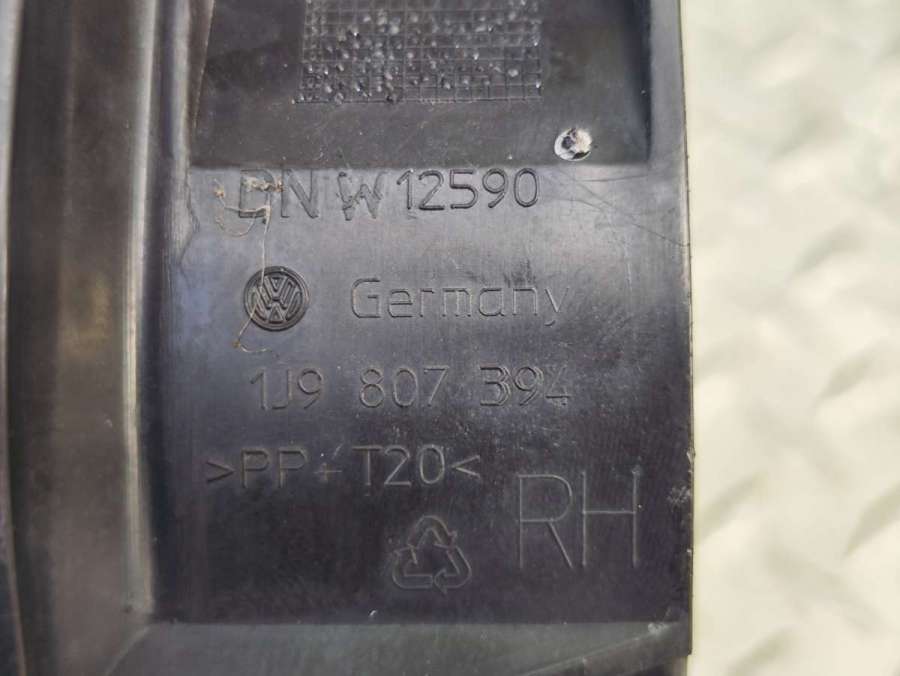 DNW 12590
Germany
1J9 807 394
>PP+T20<
RH